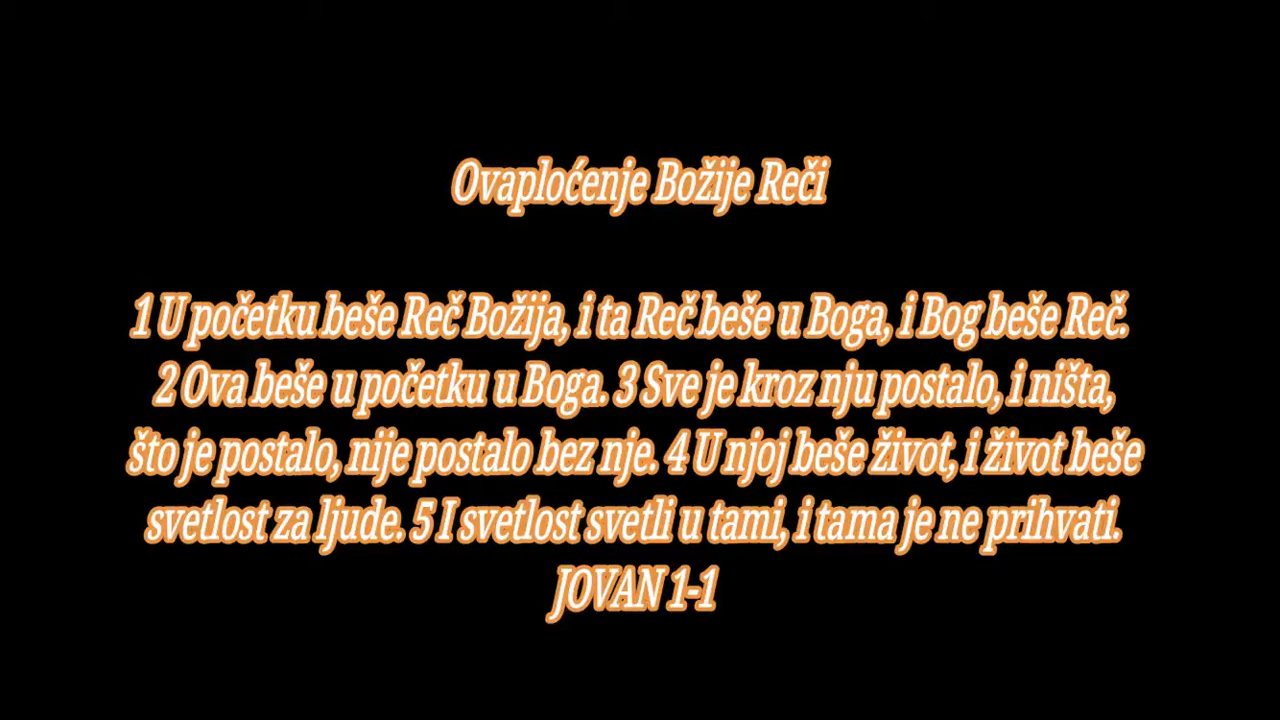 Ovaploćenje Božije Reči
1 U početku beše Reč Božija, i ta Reč beše u Boga, i Bog beše Reč.
2 Ova beše u početku u Boga. 3 Sve je kroz nju postalo, i ništa,
što je postalo, nije postalo bez nje. 4 U njoj beše život, i život beše
svetlost za ljude. 5 I svetlost svetli u tami, i tama je ne prihvati.
JOVAN 1-1